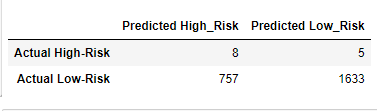 Predicted High_Risk Predicted Low_Risk
Actual High-Risk 8 5
Actual Low-Risk 757 1633